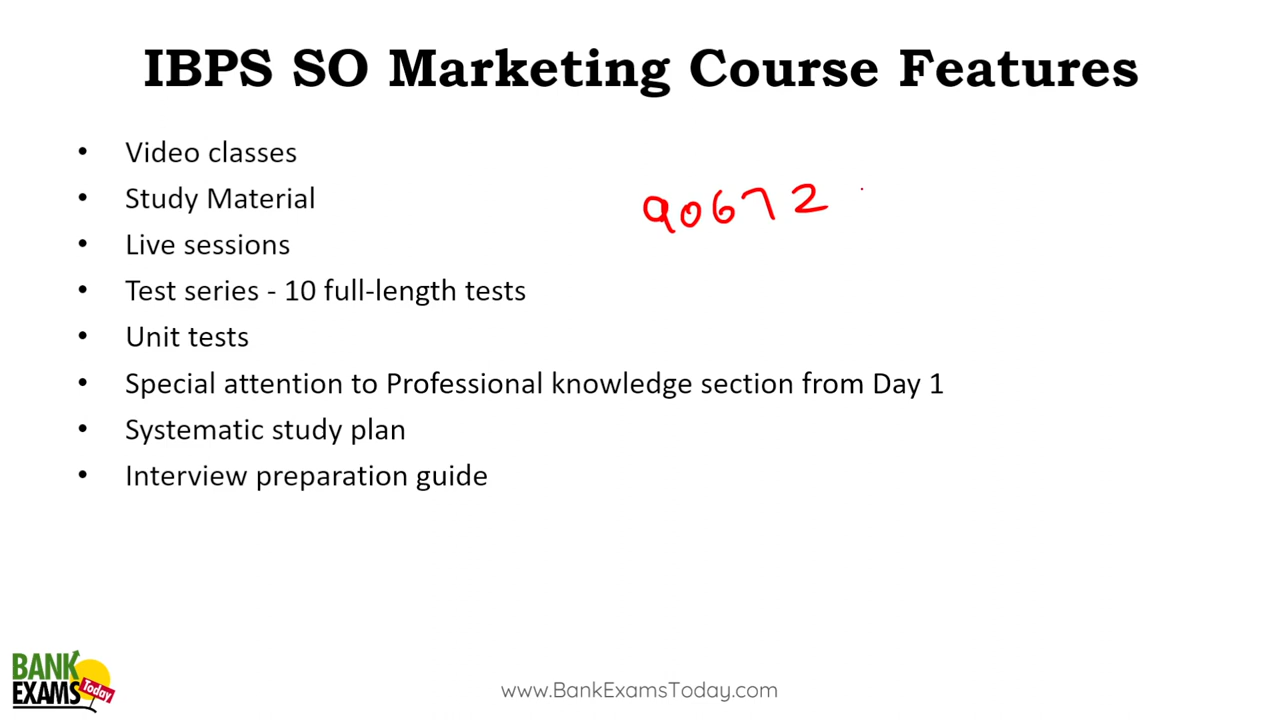 IBPS SO Marketing Course Features
• Video classes
• Study Material
90672
• Live sessions
• Test series - 10 full-length tests
• Unit tests
• Special attention to Professional knowledge section from Day 1
• Systematic study plan
• Interview preparation guide
BANK
EXAMS Today
www.BankExamsToday.com